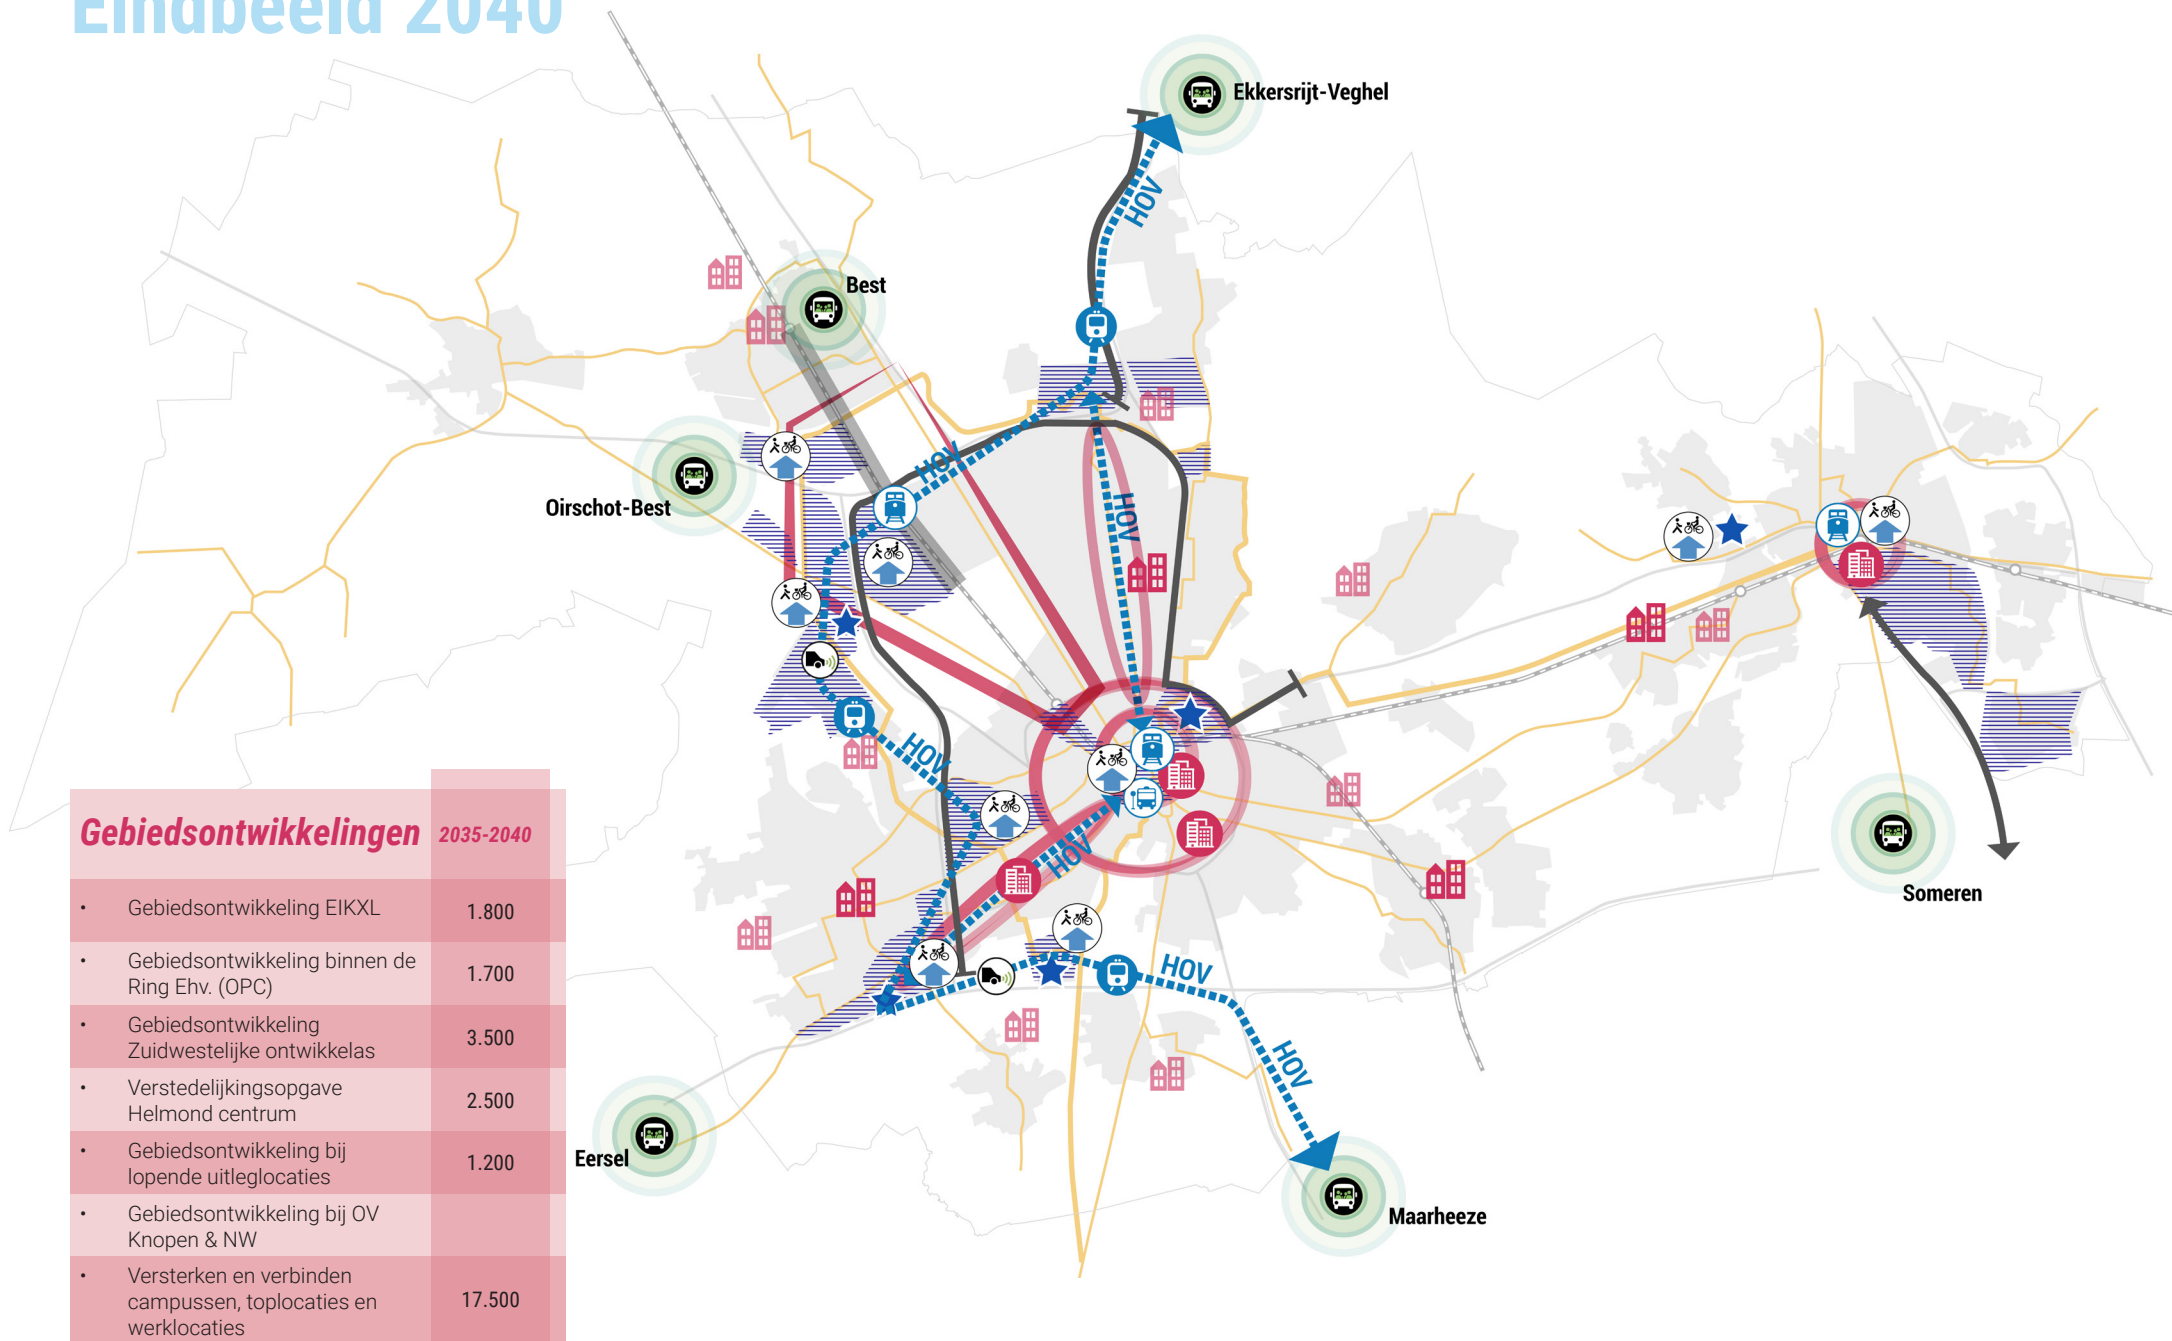 Eindbeeld 2040
Ekkersrijt-Veghel
HOV
Best
HOV
Oirschot-Best
HOV
HOV
HOV
HOV
HOV
Someren
Eersel
Maarheeze
Gebiedsontwikkelingen 2035-2040
• Gebiedsontwikkeling EIKXL 1.800
• Gebiedsontwikkeling binnen de
Ring Ehv. (OPC) 1.700
• Gebiedsontwikkeling
Zuidwestelijke ontwikkelas 3.500
• Verstedelijkingsopgave
Helmond centrum 2.500
• Gebiedsontwikkeling bij
lopende uitleglocaties 1.200
• Gebiedsontwikkeling bij OV
Knopen & NW
• Versterken en verbinden
campussen, toplocaties en
werklocaties 17.500